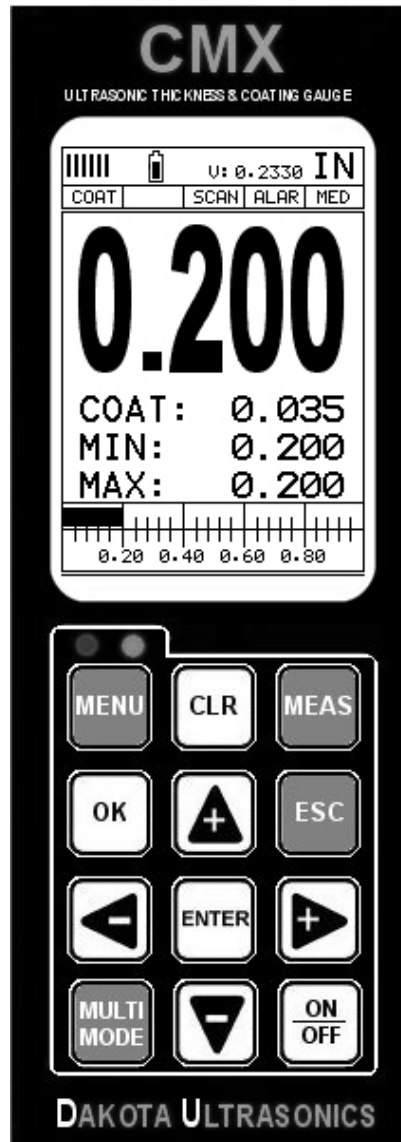 CMX
ULTRASONIC THICKNESS & COATING GAUGE
V: 0.2330 IN
COAT SCAN ALAR MED
0.200
COAT: 0.035
MIN: 0.200
MAX: 0.200
0.20 0.40 0.60 0.80
MENU CLR MEAS
OK + ESC
- ENTER +
MULTI MODE - ON OFF
DAKOTA ULTRASONICS